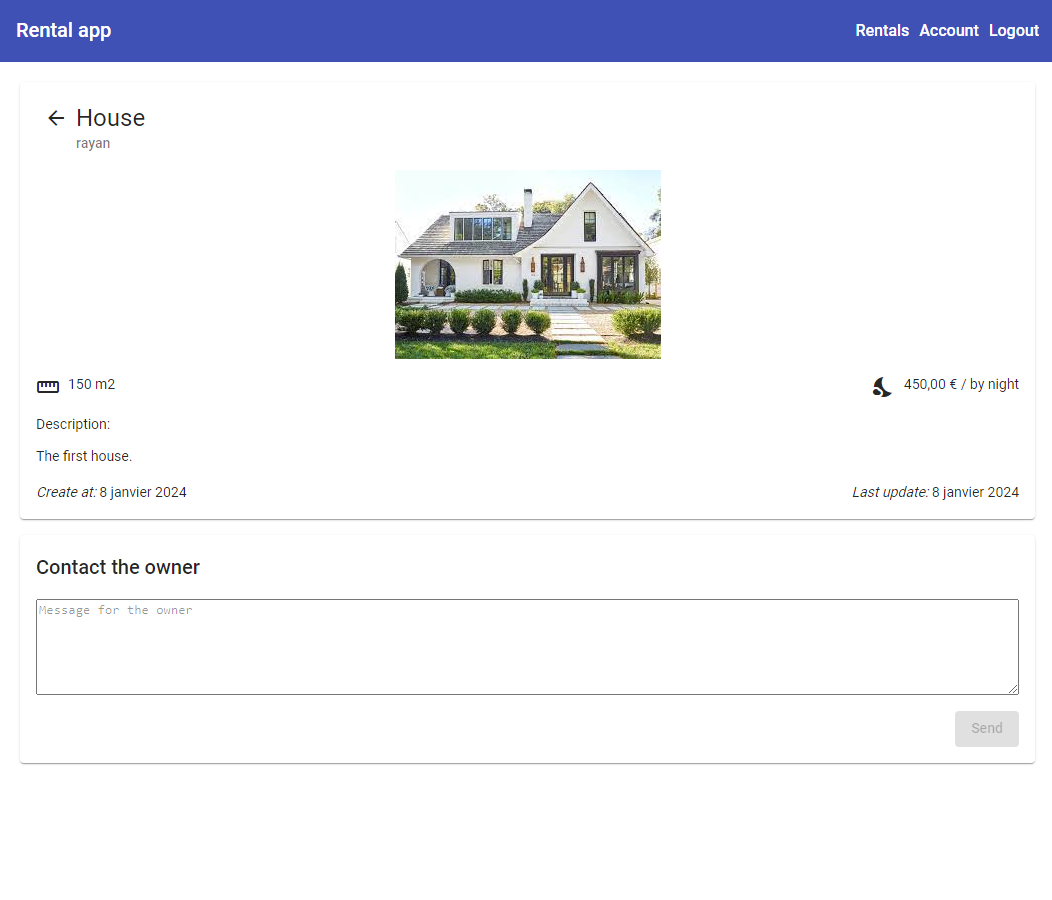 Rental app
Rentals Account Logout
House
rayan
150 m2
450,00 € / by night
Description:
The first house.
Create at: 8 janvier 2024
Last update: 8 janvier 2024
Contact the owner
Message for the owner
Send